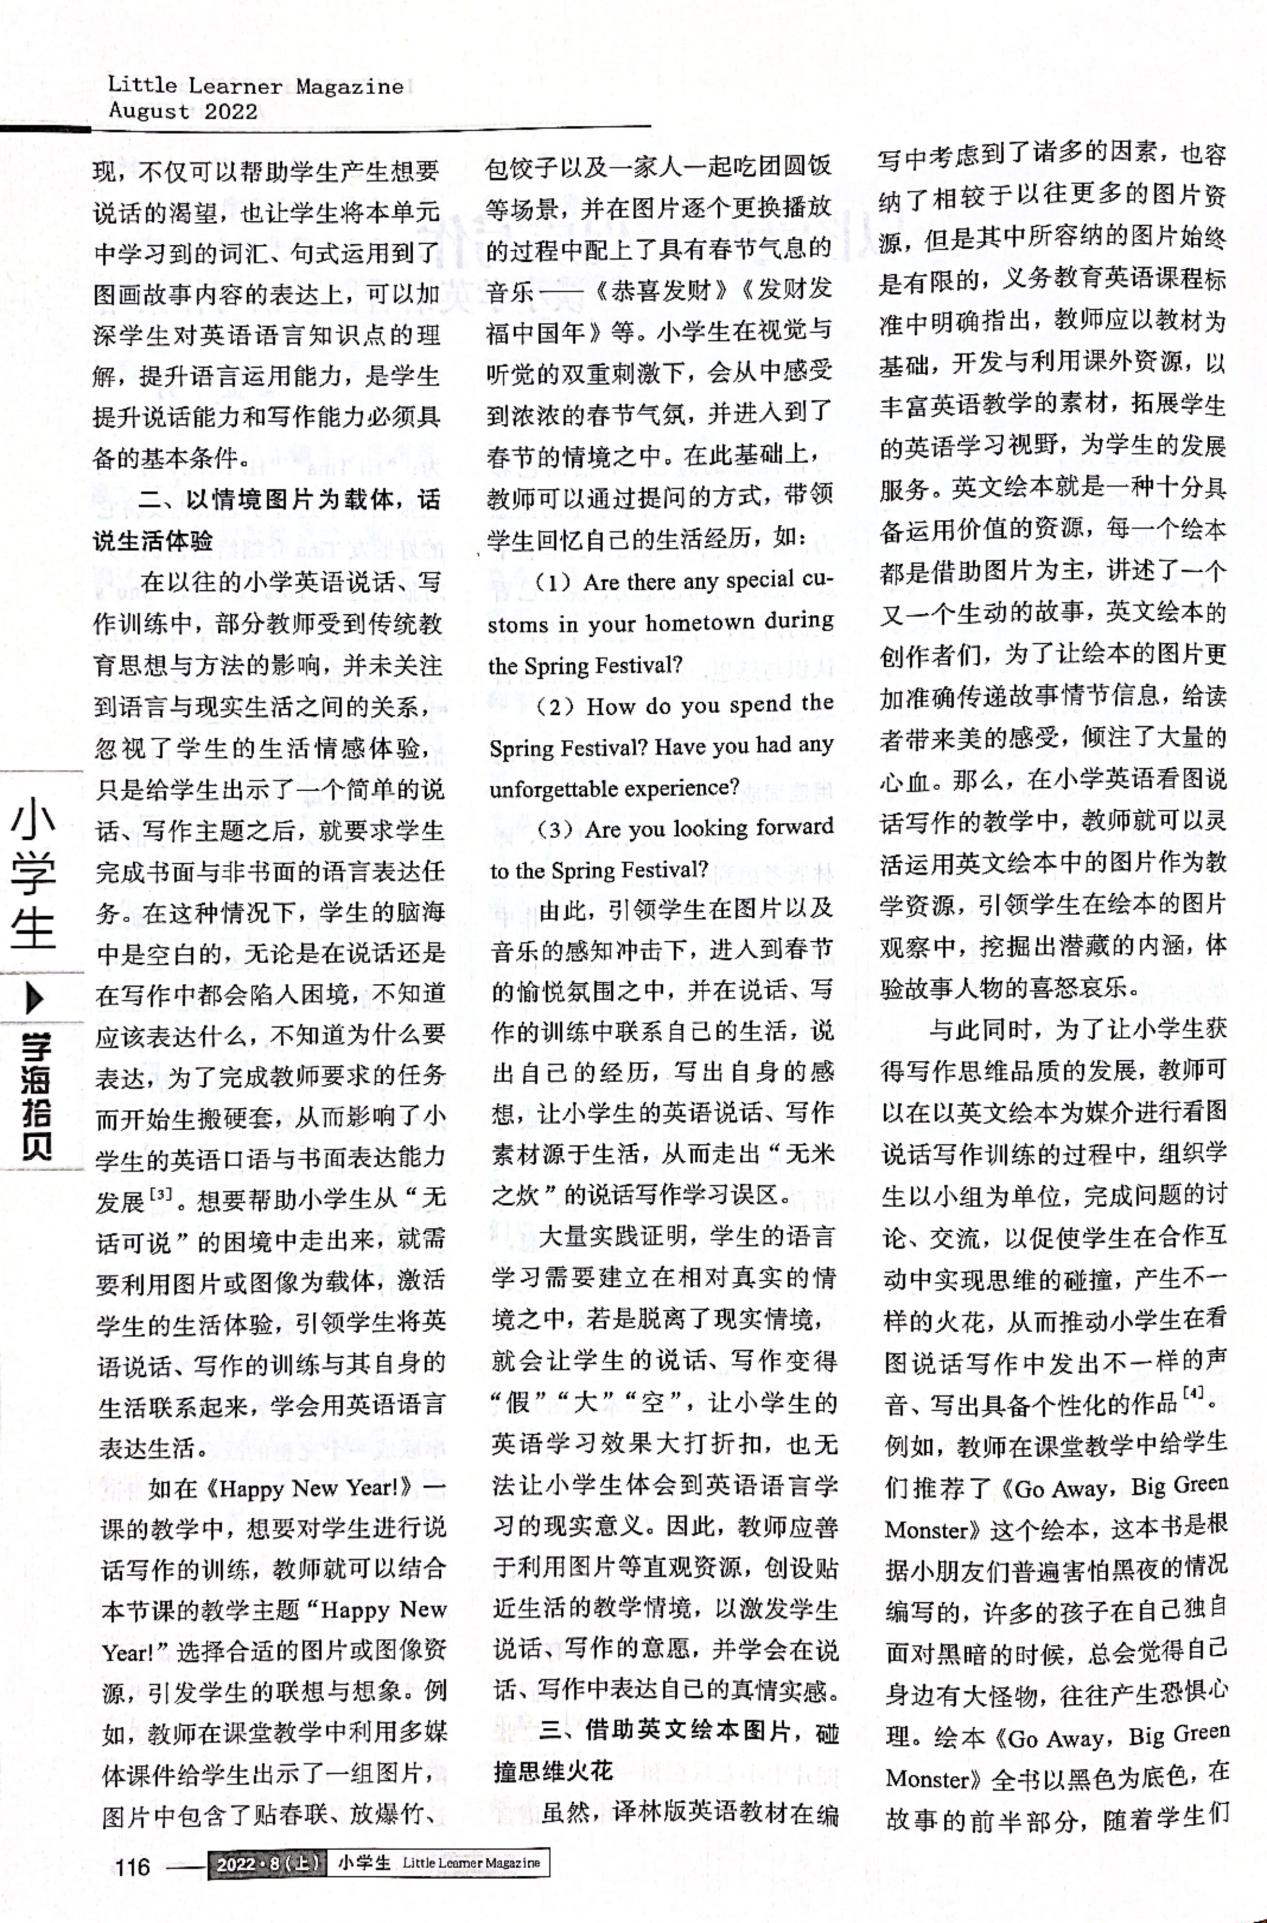 Little Learner Magazine
August 2022
现，不仅可以帮助学生产生想要
说话的渴望，也让学生将本单元
中学习到的词汇、句式运用到了
图画故事内容的表达上，可以加
深学生对英语语言知识点的理
解，提升语言运用能力，是学生
提升说话能力和写作能力必须具
备的基本条件。
二、以情境图片为载体，话
说生活体验
在以往的小学英语说话、写
作训练中，部分教师受到传统教
育思想与方法的影响，并未关注
到语言与现实生活之间的关系，
忽视了学生的生活情感体验，
只是给学生出示了一个简单的说
话、写作主题之后，就要求学生
完成书面与非书面的语言表达任
务。在这种情况下，学生的脑海
中是空白的，无论是在说话还是
在写作中都会陷人困境，不知道
应该表达什么，不知道为什么要
表达，为了完成教师要求的任务
而开始生搬硬套，从而影响了小
学生的英语口语与书面表达能力
发展[3]。想要帮助小学生从“无
话可说”的困境中走出来，就需
要利用图片或图像为载体，激活
学生的生活体验，引领学生将英
语说话、写作的训练与其自身的
生活联系起来，学会用英语语言
表达生活。
如在《Happy New Year!》一
课的教学中，想要对学生进行说
话写作的训练，教师就可以结合
本节课的教学主题“Happy New
Year!”选择合适的图片或图像资
源，引发学生的联想与想象。例
如，教师在课堂教学中利用多媒
体课件给学生出示了一组图片，
图片中包含了贴春联、放爆竹、
包饺子以及一家人一起吃团圆饭
等场景，并在图片逐个更换播放
的过程中配上了具有春节气息的
音乐——《恭喜发财》《发财发
福中国年》等。小学生在视觉与
听觉的双重刺激下，会从中感受
到浓浓的春节气氛，并进入到了
春节的情境之中。在此基础上，
教师可以通过提问的方式，带领
学生回忆自己的生活经历，如：
（1）Are there any special cu-
stoms in your hometown during
the Spring Festival?
（2）How do you spend the
Spring Festival? Have you had any
unforgettable experience?
（3）Are you looking forward
to the Spring Festival?
由此，引领学生在图片以及
音乐的感知冲击下，进入到春节
的愉悦氛围之中，并在说话、写
作的训练中联系自己的生活，说
出自己的经历，写出自身的感
想，让小学生的英语说话、写作
素材源于生活，从而走出“无米
之炊”的说话写作学习误区。
大量实践证明，学生的语言
学习需要建立在相对真实的情
境之中，若是脱离了现实情境，
就会让学生的说话、写作变得
“假”“大”“空”，让小学生的
英语学习效果大打折扣，也无
法让小学生体会到英语语言学
习的现实意义。因此，教师应善
于利用图片等直观资源，创设贴
近生活的教学情境，以激发学生
说话、写作的意愿，并学会在说
话、写作中表达自己的真情实感。
三、借助英文绘本图片，碰
撞思维火花
虽然，译林版英语教材在编
写中考虑到了诸多的因素，也容
纳了相较于以往更多的图片资
源，但是其中所容纳的图片始终
是有限的，义务教育英语课程标
准中明确指出，教师应以教材为
基础，开发与利用课外资源，以
丰富英语教学的素材，拓展学生
的英语学习视野，为学生的发展
服务。英文绘本就是一种十分具
备运用价值的资源，每一个绘本
都是借助图片为主，讲述了一个
又一个生动的故事，英文绘本的
创作者们，为了让绘本的图片更
加准确传递故事情节信息，给读
者带来美的感受，倾注了大量的
心血。那么，在小学英语看图说
话写作的教学中，教师就可以灵
活运用英文绘本中的图片作为教
学资源，引领学生在绘本的图片
观察中，挖掘出潜藏的内涵，体
验故事人物的喜怒哀乐。
与此同时，为了让小学生获
得写作思维品质的发展，教师可
以在以英文绘本为媒介进行看图
说话写作训练的过程中，组织学
生以小组为单位，完成问题的讨
论、交流，以促使学生在合作互
动中实现思维的碰撞，产生不一
样的火花，从而推动小学生在看
图说话写作中发出不一样的声
音、写出具备个性化的作品[4]。
例如，教师在课堂教学中给学生
们推荐了《Go Away，Big Green
Monster》这个绘本，这本书是根
据小朋友们普遍害怕黑夜的情况
编写的，许多的孩子在自己独自
面对黑暗的时候，总会觉得自己
身边有大怪物，往往产生恐惧心
理。绘本《Go Away，Big Green
Monster》全书以黑色为底色，在
故事的前半部分，随着学生们
小学生
学海拾贝
116 2022·8(上) 小学生 Little Learner Magazine